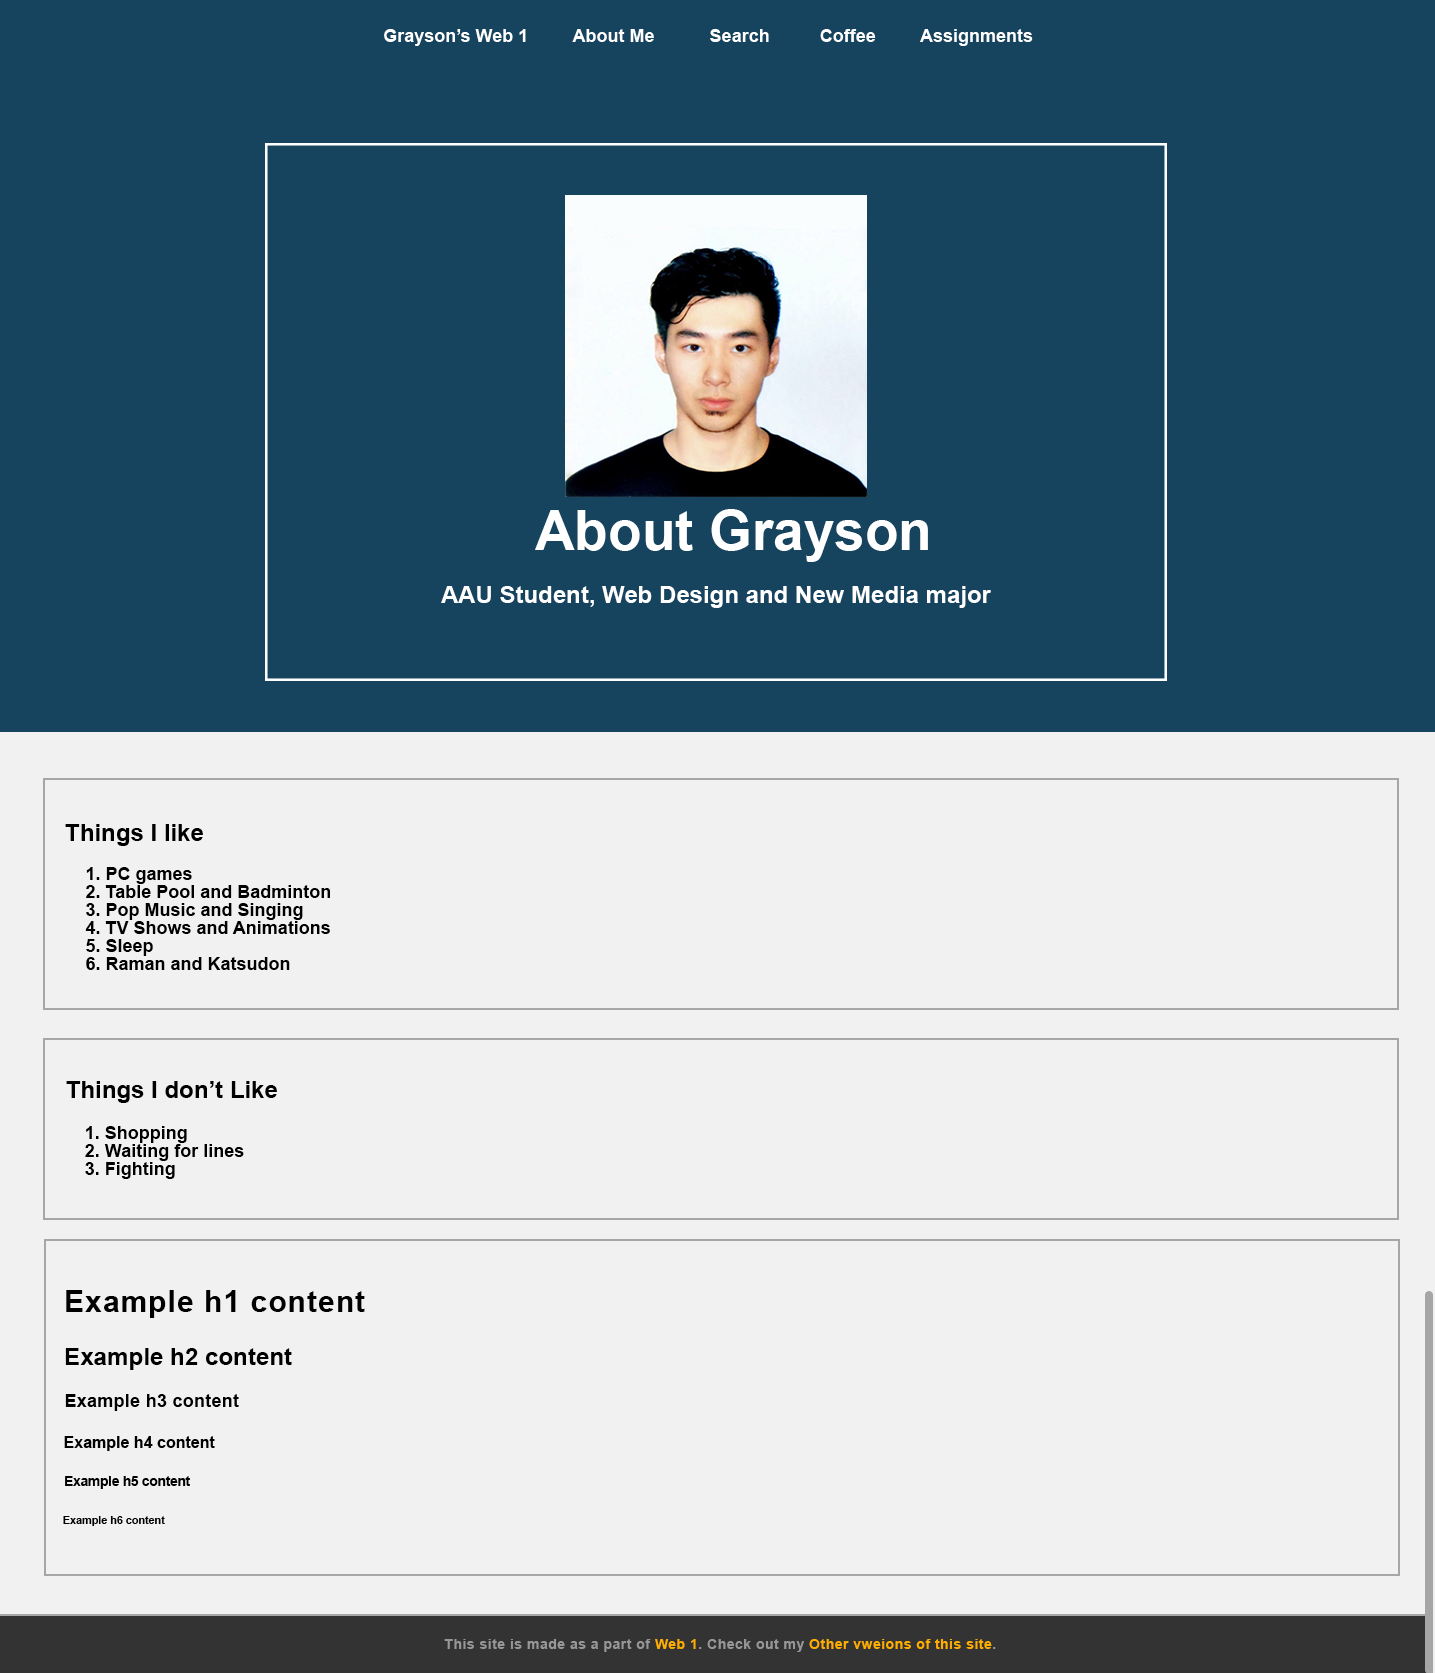 Grayson’s Web 1 About Me Search Coffee Assignments
About Grayson
AAU Student, Web Design and New Media major
Things I like
1. PC games
2. Table Pool and Badminton
3. Pop Music and Singing
4. TV Shows and Animations
5. Sleep
6. Raman and Katsudon
Things I don’t Like
1. Shopping
2. Waiting for lines
3. Fighting
Example h1 content
Example h2 content
Example h3 content
Example h4 content
Example h5 content
Example h6 content
This site is made as a part of Web 1. Check out my Other vweions of this site.